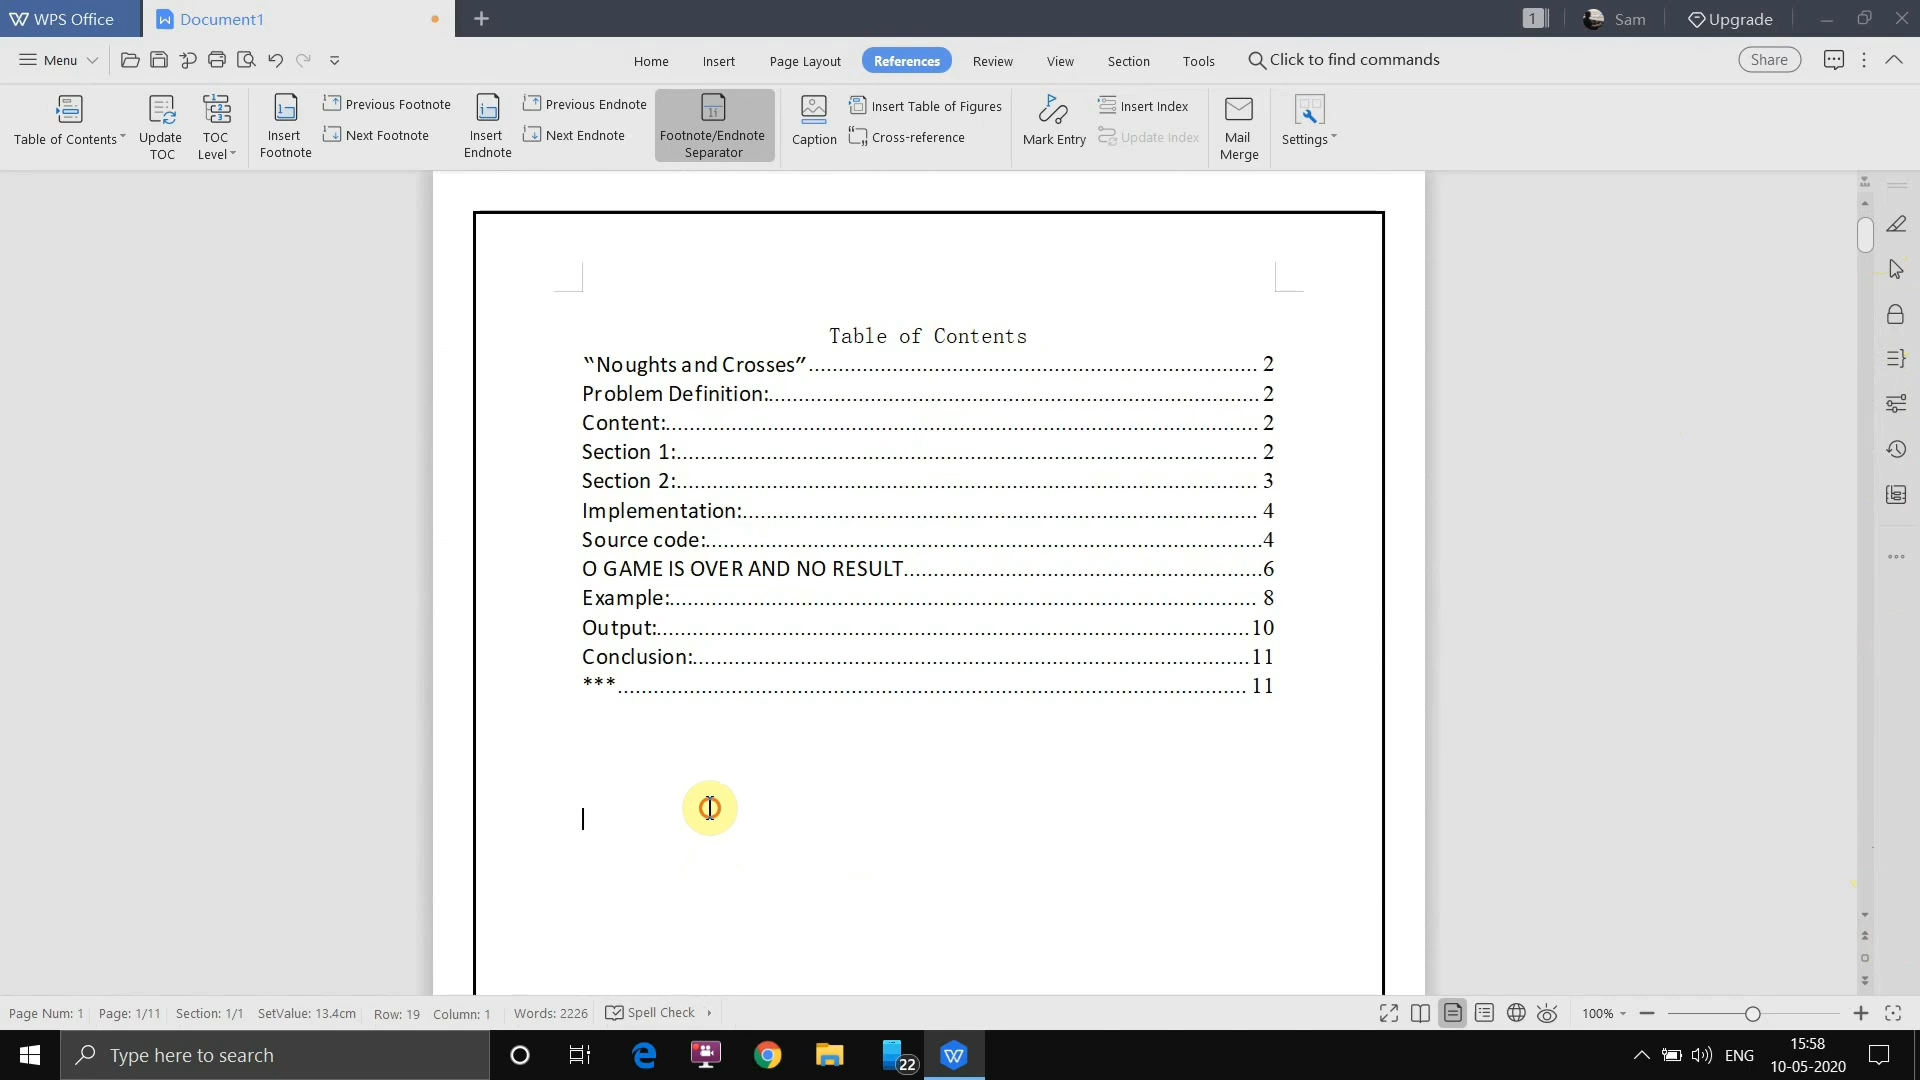 WPS Office
Document1
1
Sam
Upgrade
Menu
Home
Insert
Page Layout
References
Review
View
Section
Tools
Click to find commands
Share
Table of Contents
Update TOC
TOC Level
Insert Footnote
Previous Footnote
Next Footnote
Insert Endnote
Previous Endnote
Next Endnote
Footnote/Endnote Separator
Caption
Insert Table of Figures
Cross-reference
Mark Entry
Insert Index
Update Index
Mail Merge
Settings
Table of Contents
“Noughts and Crosses”........................................................................... 2
Problem Definition:.................................................................................. 2
Content:................................................................................................... 2
Section 1:................................................................................................. 2
Section 2:................................................................................................. 3
Implementation:...................................................................................... 4
Source code:.............................................................................................4
O GAME IS OVER AND NO RESULT............................................................6
Example:.................................................................................................. 8
Output:...................................................................................................10
Conclusion:.............................................................................................11
***......................................................................................................... 11
Page Num: 1 Page: 1/11 Section: 1/1 SetValue: 13.4cm Row: 19 Column: 1 Words: 2226 Spell Check 100%
Type here to search
22
ENG
15:58
10-05-2020